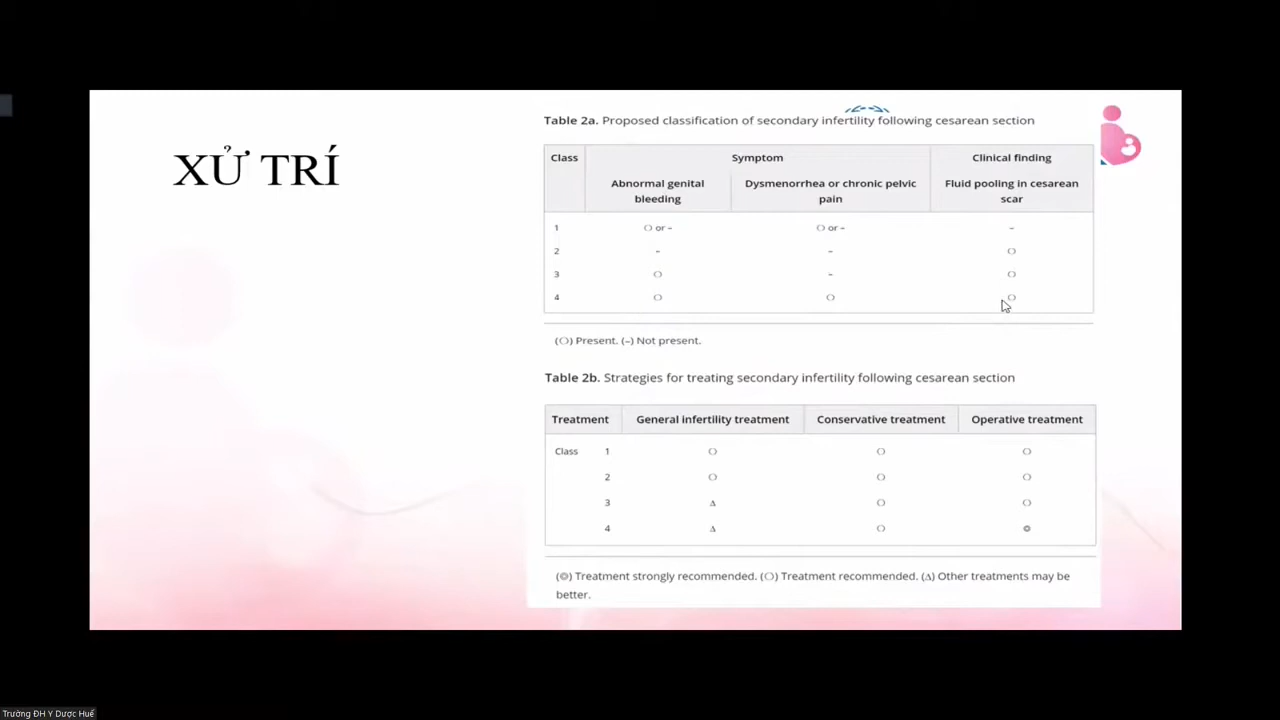 XỬ TRÍ
Table 2a. Proposed classification of secondary infertility following cesarean section
Class Symptom Clinical finding
Abnormal genital bleeding Dysmenorrhea or chronic pelvic pain Fluid pooling in cesarean scar
1 〇 or – 〇 or – –
2 – – 〇
3 〇 – 〇
4 〇 〇 〇
(〇) Present. (–) Not present.
Table 2b. Strategies for treating secondary infertility following cesarean section
Treatment General infertility treatment Conservative treatment Operative treatment
Class 1 〇 〇 〇
2 〇 〇 〇
3 Δ 〇 〇
4 Δ 〇 ◎
(◎) Treatment strongly recommended. (〇) Treatment recommended. (Δ) Other treatments may be
better.
Trường ĐH Y Dược Huế